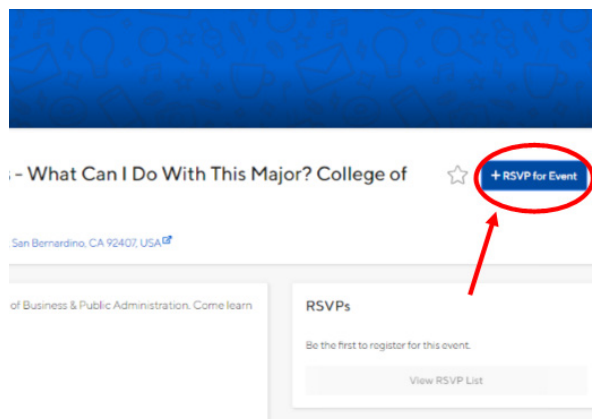 s - What Can I Do With This Major? College of
+ RSVP for Event
San Bernardino, CA 92407, USA
of Business & Public Administration. Come learn
RSVPs
Be the first to register for this event.
View RSVP List